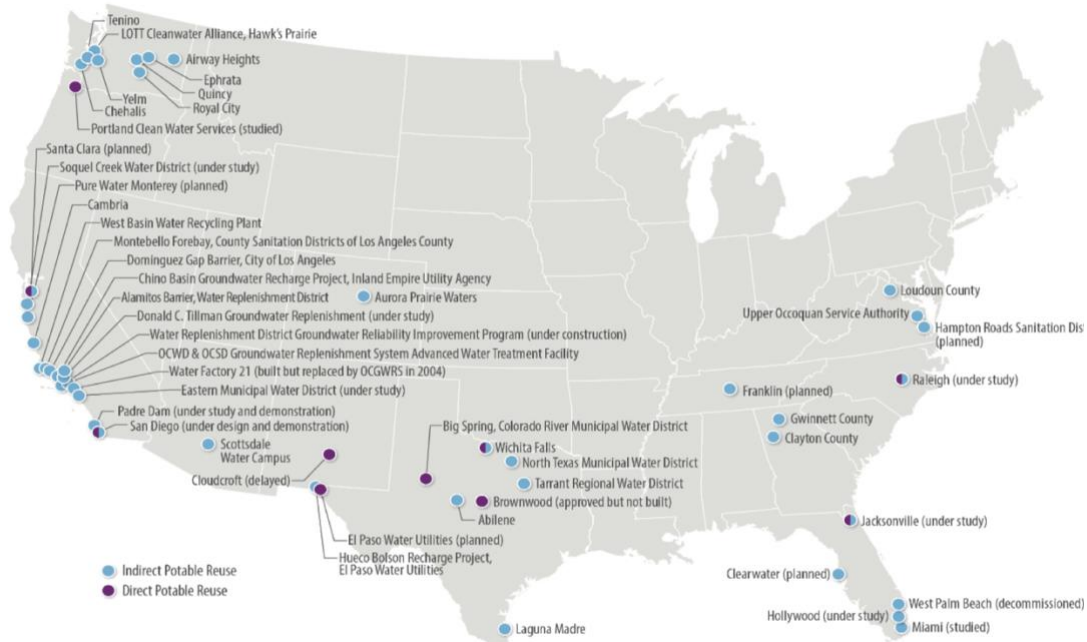 Tenino
LOTT Cleanwater Alliance, Hawk's Prairie
Airway Heights
Ephrata
Quincy
Royal City
Yelm
Chehalis
Portland Clean Water Services (studied)
Santa Clara (planned)
Soquel Creek Water District (under study)
Pure Water Monterey (planned)
Cambria
West Basin Water Recycling Plant
Montebello Forebay, County Sanitation Districts of Los Angeles County
Dominguez Gap Barrier, City of Los Angeles
Chino Basin Groundwater Recharge Project, Inland Empire Utility Agency
Alamitos Barrier, Water Replenishment District
Aurora Prairie Waters
Donald C. Tillman Groundwater Replenishment (under study)
Water Replenishment District Groundwater Reliability Improvement Program (under construction)
OCWD & OCSD Groundwater Replenishment System Advanced Water Treatment Facility
Water Factory 21 (built but replaced by OCGWRS in 2004)
Eastern Municipal Water District (under study)
Padre Dam (under study and demonstration)
San Diego (under design and demonstration)
Scottsdale
Water Campus
Cloudcroft (delayed)
Big Spring, Colorado River Municipal Water District
Wichita Falls
North Texas Municipal Water District
Tarrant Regional Water District
Brownwood (approved but not built)
Abilene
El Paso Water Utilities (planned)
Hueco Bolson Recharge Project,
El Paso Water Utilities
Laguna Madre
Loudoun County
Upper Occoquan Service Authority
Hampton Roads Sanitation Dist
(planned)
Raleigh (under study)
Franklin (planned)
Gwinnett County
Clayton County
Jacksonville (under study)
Clearwater (planned)
West Palm Beach (decommissioned)
Hollywood (under study)
Miami (studied)
Indirect Potable Reuse
Direct Potable Reuse